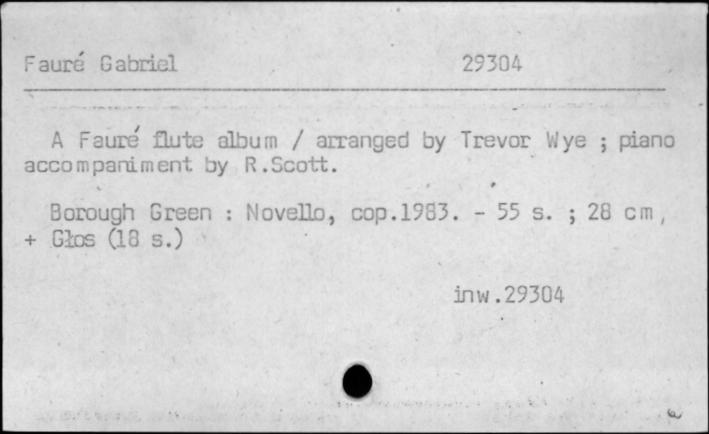 Fauré Gabriel 29304
A Fauré flute album / arranged by Trevor Wye ; piano
accompaniment by R.Scott.
Borough Green : Novello, cop.1983. - 55 s. ; 28 cm,
+ Głos (18 s.)
inw.29304